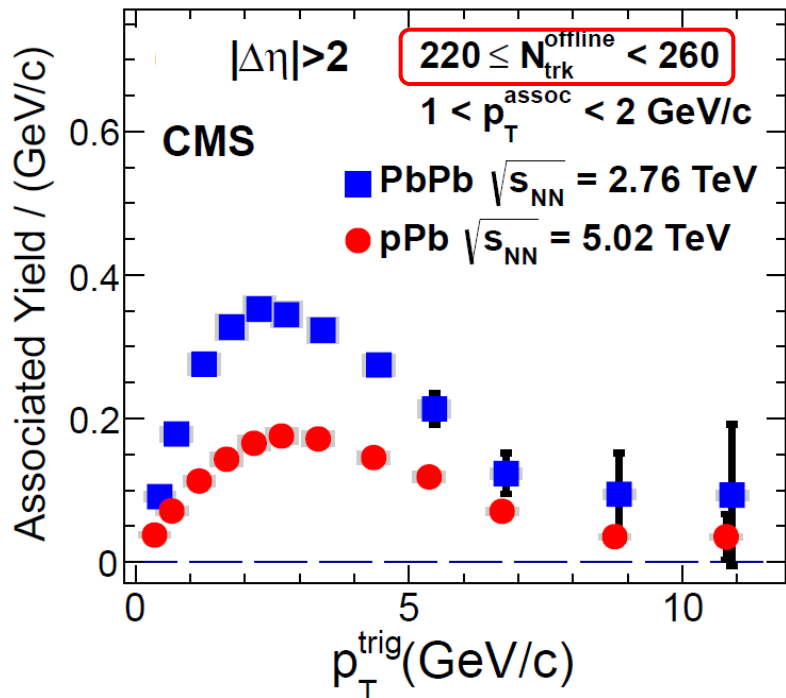 |Δη|>2 220 ≤ N_trk^offline < 260
1 < p_T^assoc < 2 GeV/c
CMS
PbPb √s_NN = 2.76 TeV
pPb √s_NN = 5.02 TeV
Associated Yield / (GeV/c)
0.6
0.4
0.2
0
0 5 10
p_T^trig(GeV/c)